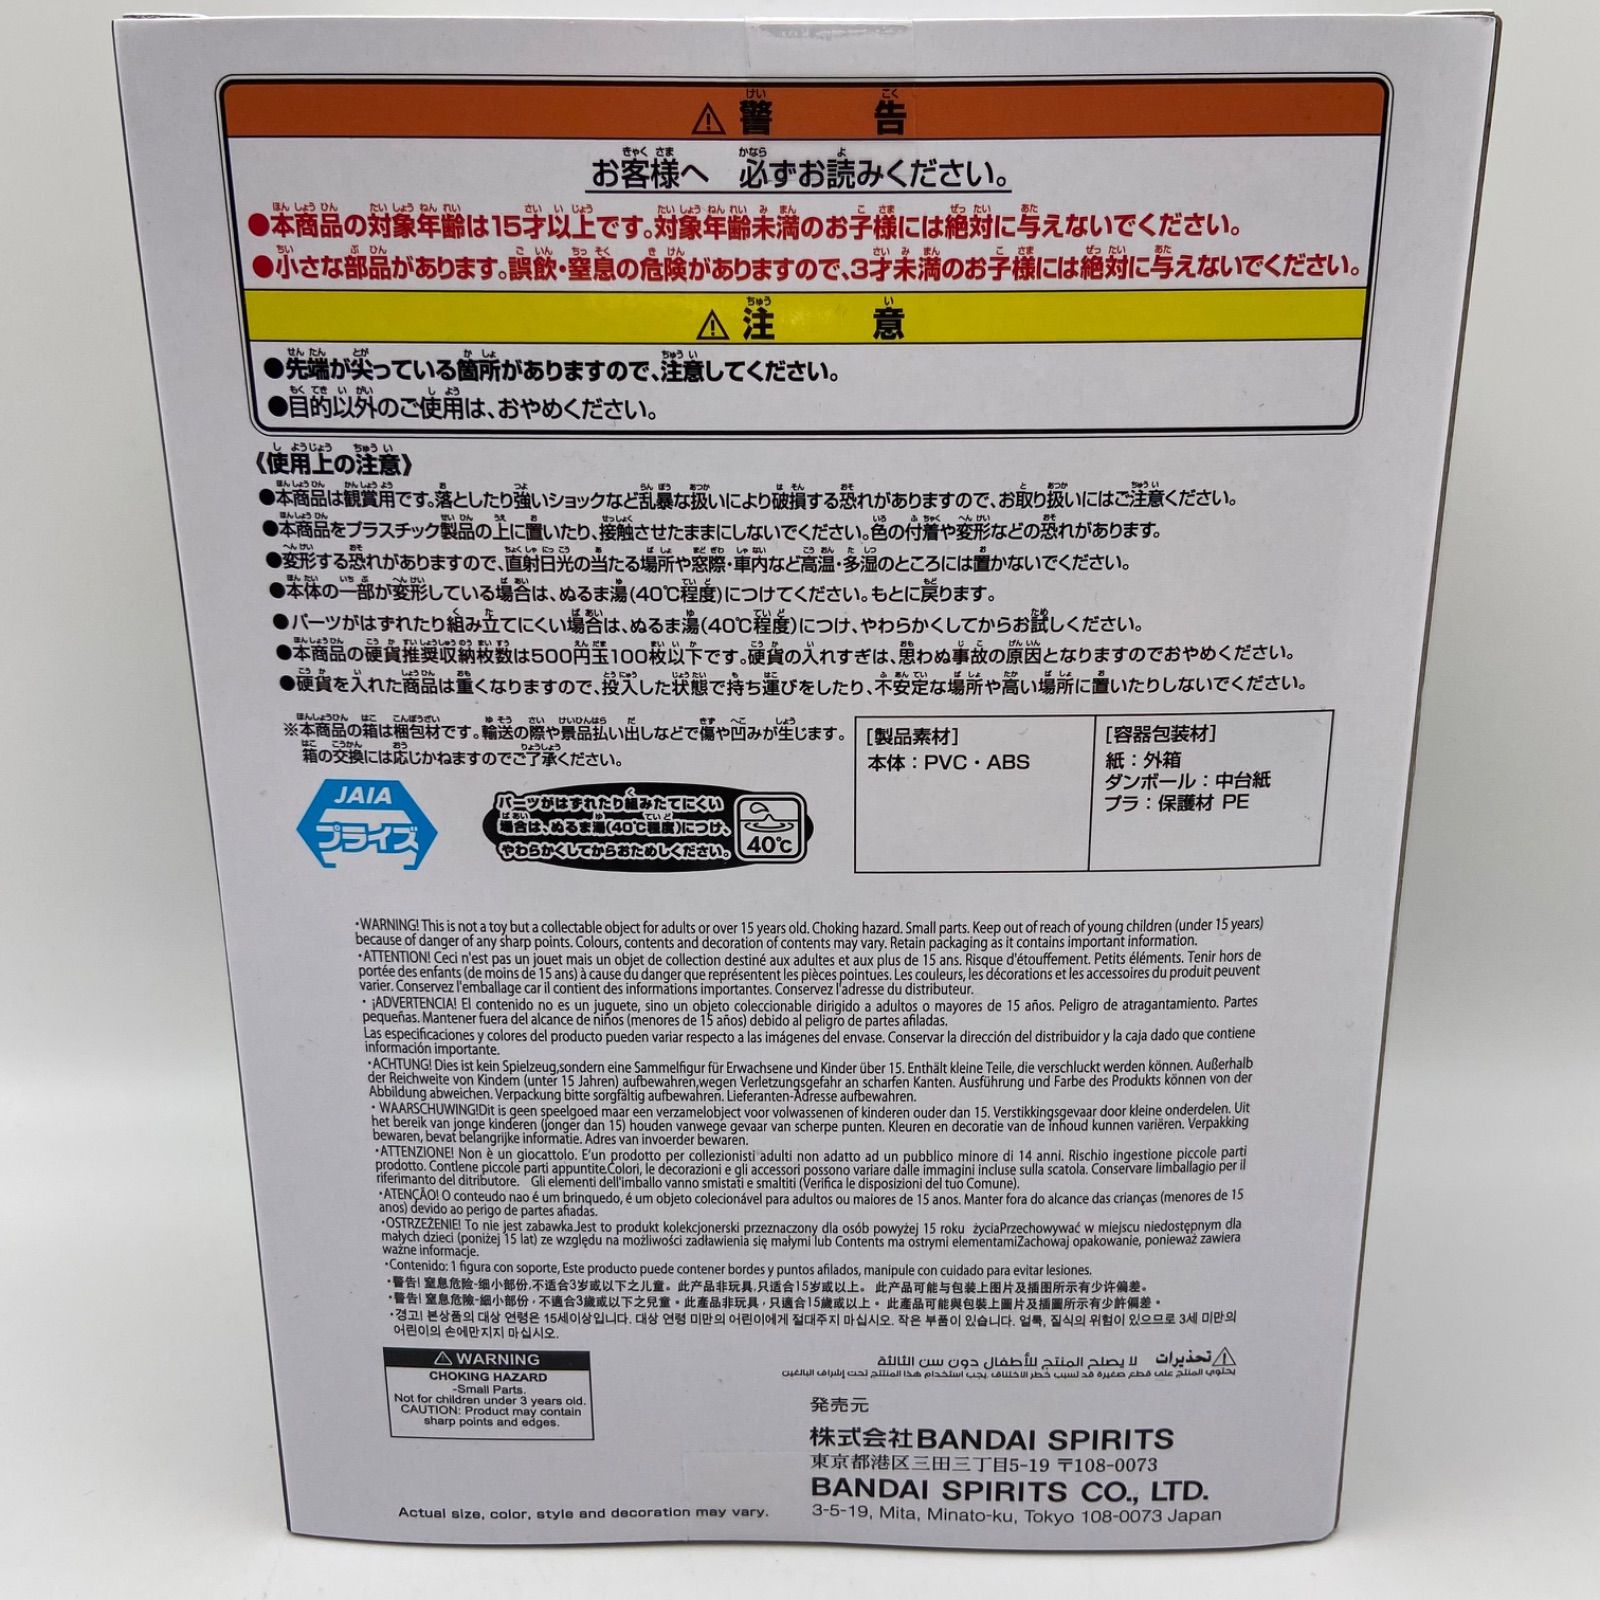 ⚠警告
お客様へ 必ずお読みください。
●本商品の対象年齢は15才以上です。対象年齢未満のお子様には絶対に与えないでください。
●小さな部品があります。誤飲・窒息の危険がありますので、3才未満のお子様には絶対に与えないでください。
⚠注意
●先端が尖っている箇所がありますので、注意してください。
●目的以外のご使用は、おやめください。
《使用上の注意》
●本商品は観賞用です。落としたり強いショックなど乱暴な扱いにより破損する恐れがありますので、お取り扱いにはご注意ください。
●本商品をプラスチック製品の上に置いたり、接触させたままにしないでください。色の付着や変形などの恐れがあります。
●変形する恐れがありますので、直射日光の当たる場所や窓際・車内など高温・多湿のところには置かないでください。
●本体の一部が変形している場合は、ぬるま湯(40℃程度)につけてください。もとに戻ります。
●パーツがはずれたり組み立てにくい場合は、ぬるま湯(40℃程度)につけ、やわらかくしてからお試しください。
●本商品の硬貨推奨収納枚数は500円玉100枚以下です。硬貨の入れすぎは、思わぬ事故の原因となりますのでおやめください。
●硬貨を入れた商品は重くなりますので、投入した状態で持ち運びをしたり、不安定な場所や高い場所に置いたりしないでください。
※本商品の箱は梱包材です。輸送の際や景品払い出しなどで傷や凹みが生じます。
箱の交換には応じかねますのでご了承ください。
[製品素材]
本体：PVC・ABS
[容器包装材]
紙：外箱
ダンボール：中台紙
プラ：保護材 PE
JAIA
プライズ
パーツがはずれたり組みたてにくい
場合は、ぬるま湯(40℃程度)につけ、
やわらかくしてからおためしください。
40℃
•WARNING! This is not a toy but a collectable object for adults or over 15 years old. Choking hazard. Small parts. Keep out of reach of young children (under 15 years)
because of danger of any sharp points. Colours, contents and decoration of contents may vary. Retain packaging as it contains important information.
•ATTENTION! Ceci n'est pas un jouet mais un objet de collection destiné aux adultes et aux plus de 15 ans. Risque d'étouffement. Petits éléments. Tenir hors de
portée des enfants (de moins de 15 ans) à cause du danger que représentent les pièces pointues. Les couleurs, les décorations et les accessoires du produit peuvent
varier. Conservez l'emballage car il contient des informations importantes. Conservez l'adresse du distributeur.
• ¡ADVERTENCIA! El contenido no es un juguete, sino un objeto coleccionable dirigido a adultos o mayores de 15 años. Peligro de atragantamiento. Partes
pequeñas. Mantener fuera del alcance de niños (menores de 15 años) debido al peligro de partes afiladas.
Las especificaciones y colores del producto pueden variar respecto a las imágenes del envase. Conservar la dirección del distribuidor y la caja dado que contiene
información importante.
•ACHTUNG! Dies ist kein Spielzeug,sondern eine Sammelfigur für Erwachsene und Kinder über 15. Enthält kleine Teile, die verschluckt werden können. Außerhalb
der Reichweite von Kindern (unter 15 Jahren) aufbewahren,wegen Verletzungsgefahr an scharfen Kanten. Ausführung und Farbe des Produkts können von der
Abbildung abweichen. Verpackung bitte sorgfältig aufbewahren. Lieferanten-Adresse aufbewahren.
• WAARSCHUWING!Dit is geen speelgoed maar een verzamelobject voor volwassenen of kinderen ouder dan 15. Verstikkingsgevaar door kleine onderdelen. Uit
het bereik van jonge kinderen (jonger dan 15) houden vanwege gevaar van scherpe punten. Kleuren en decoratie van de inhoud kunnen variëren. Verpakking
bewaren, bevat belangrijke informatie. Adres van invoerder bewaren.
•ATTENZIONE! Non è un giocattolo. E'un prodotto per collezionisti adulti non adatto ad un pubblico minore di 14 anni. Rischio ingestione piccole parti
prodotto. Contiene piccole parti appuntite.Colori, le decorazioni e gli accessori possono variare dalle immagini incluse sulla scatola. Conservare limballagio per il
riferimanto del ditributore. Gli elementi dell'imballo vanno smistati e smaltiti (Verifica le disposizioni del tuo Comune).
•ATENÇÃO! O conteudo nao é um brinquedo, é um objeto colecionável para adultos ou maiores de 15 anos. Manter fora do alcance das crianças (menores de 15
anos) devido ao perigo de partes afiadas.
•OSTRZEŻENIE! To nie jest zabawka.Jest to produkt kolekcjonerski przeznaczony dla osób powyżej 15 roku życiaPrzechowywać w miejscu niedostępnym dla
małych dzieci (poniżej 15 lat) ze względu na możliwości zadławienia się małymi lub Contents ma ostrymi elementamiZachowaj opakowanie, ponieważ zawiera
ważne informacje.
•Contenido: 1 figura con soporte, Este producto puede contener bordes y puntos afilados, manipule con cuidado para evitar lesiones.
•警告! 窒息危险-细小部份,不适合3岁或以下之儿童。此产品非玩具,只适合15岁或以上。 此产品可能与包装上图片及插图所示有少许偏差。
•警告! 窒息危險-細小部份，不適合3歲或以下之兒童。此產品非玩具，只適合15歲或以上。 此產品可能與包裝上圖片及插圖所示有少許偏差。
•경고! 본상품의 대상 연령은 15세이상입니다. 대상 연령 미만의 어린이에게 절대주지 마십시오. 작은 부품이 있습니다. 얼룩, 질식의 위험이 있으므로 3세 미만의
어린이의 손에만지지 마십시오.
⚠WARNING
CHOKING HAZARD
-Small Parts.
Not for children under 3 years old.
CAUTION: Product may contain
sharp points and edges.
⚠تحذيرات لا يصلح المنتج للأطفال دون سن الثالثة
يحتوي المنتج على قطع صغيرة قد تسبب خطر الاختناق. يجب استخدام هذا المنتج تحت إشراف البالغين
発売元
株式会社BANDAI SPIRITS
東京都港区三田三丁目5-19 〒108-0073
BANDAI SPIRITS CO., LTD.
3-5-19, Mita, Minato-ku, Tokyo 108-0073 Japan
Actual size, color, style and decoration may vary.